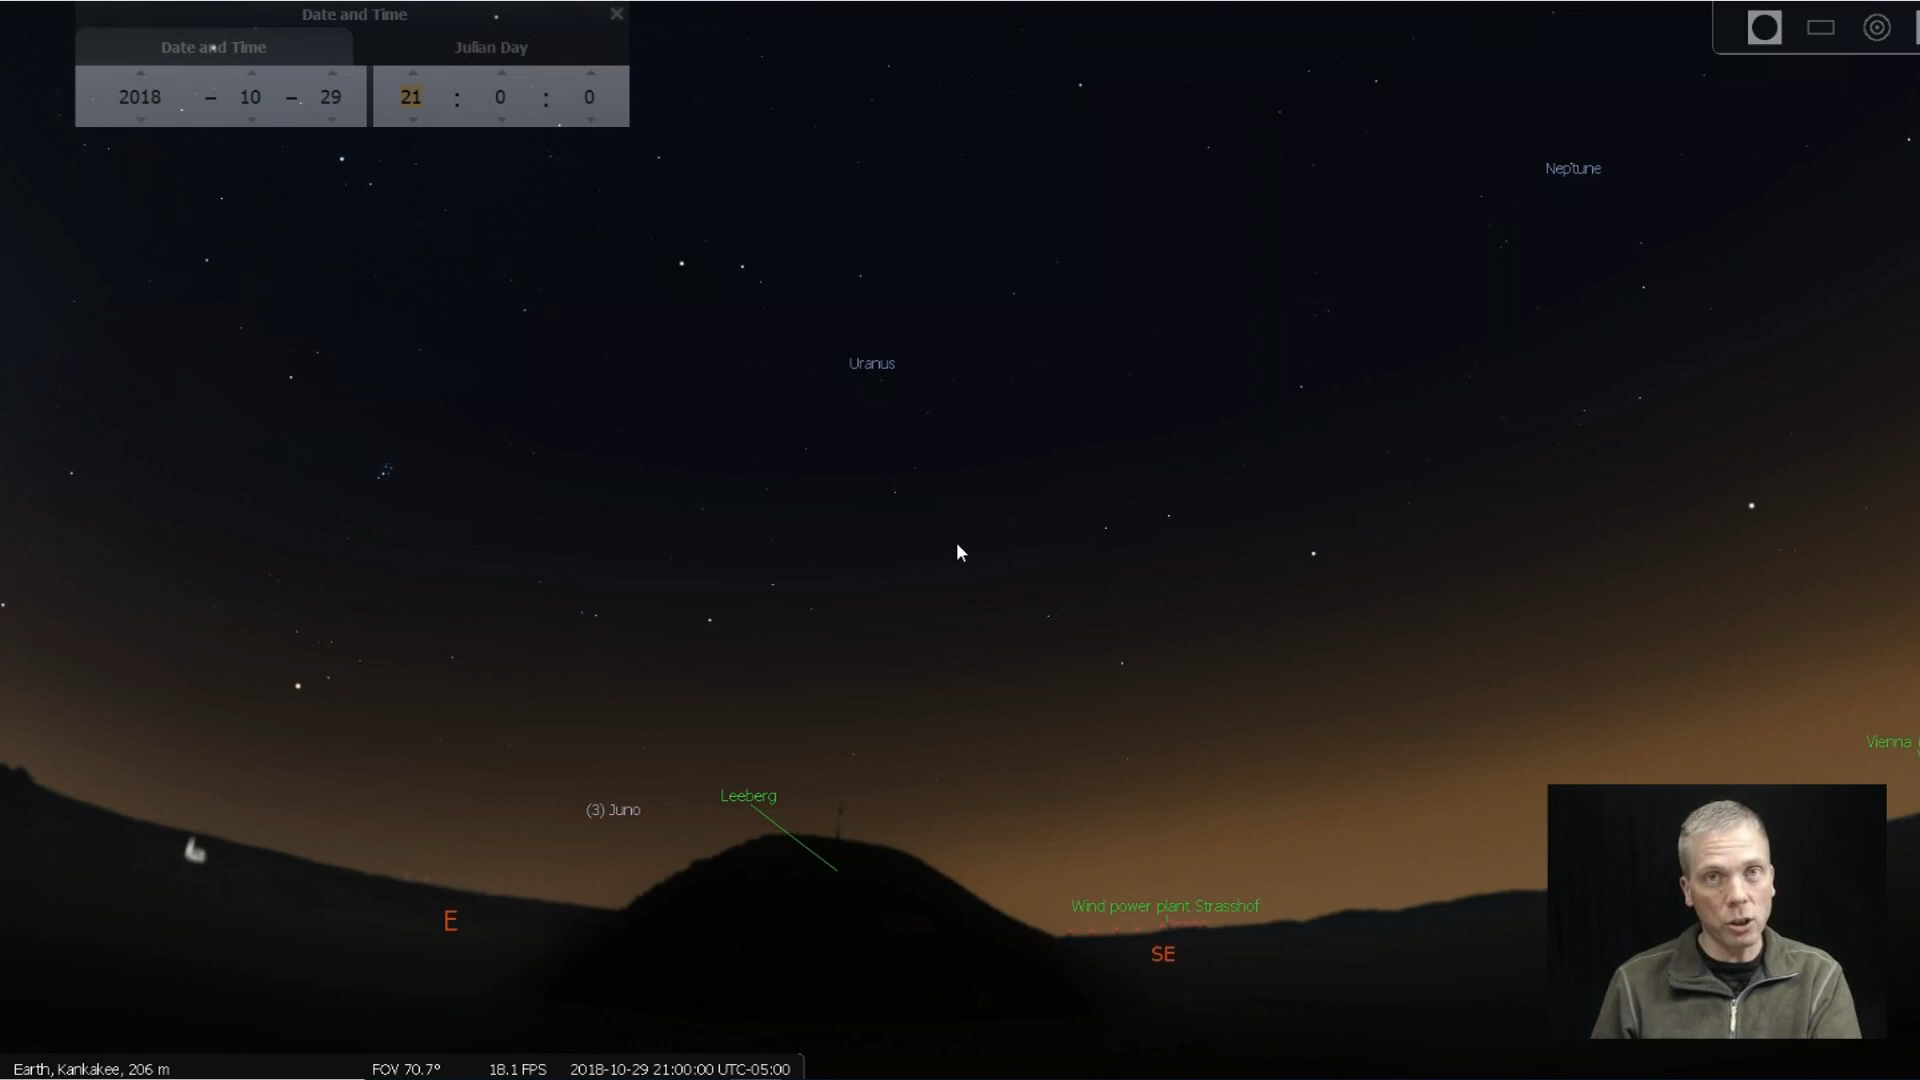 Date and Time
Date and Time
Julian Day
2018 - 10 - 29
21 : 0 : 0
Neptune
Uranus
Vienna
Leeberg
(3) Juno
Wind power plant Strasshof
E
SE
Earth, Kankakee, 206 m
FOV 70.7°
18.1 FPS
2018-10-29 21:00:00 UTC-05:00